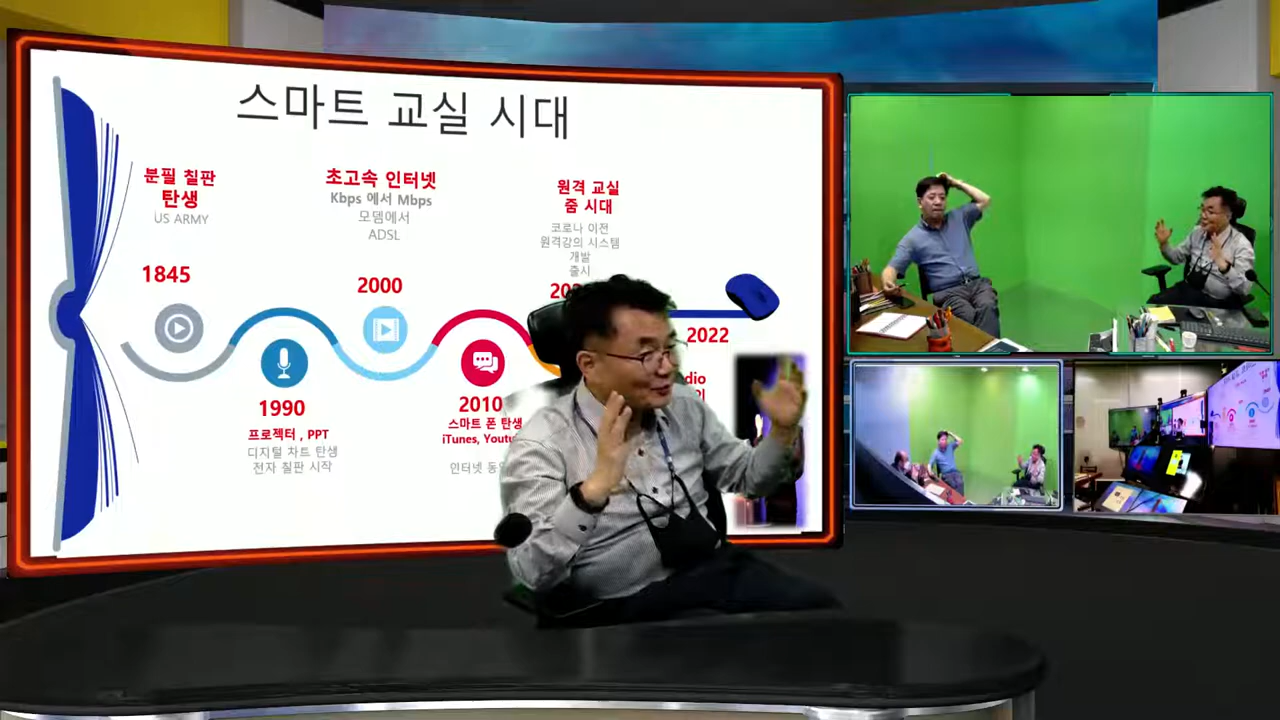 스마트 교실 시대
분필 칠판
탄생
US ARMY
1845
초고속 인터넷
Kbps 에서 Mbps
모뎀에서
ADSL
2000
원격 교실
줌 시대
코로나 이전
원격강의 시스템
개발
출시
2022
1990
프로젝터 , PPT
디지털 차트 탄생
전자 칠판 시작
2010
스마트 폰 탄생
iTunes,
인터넷